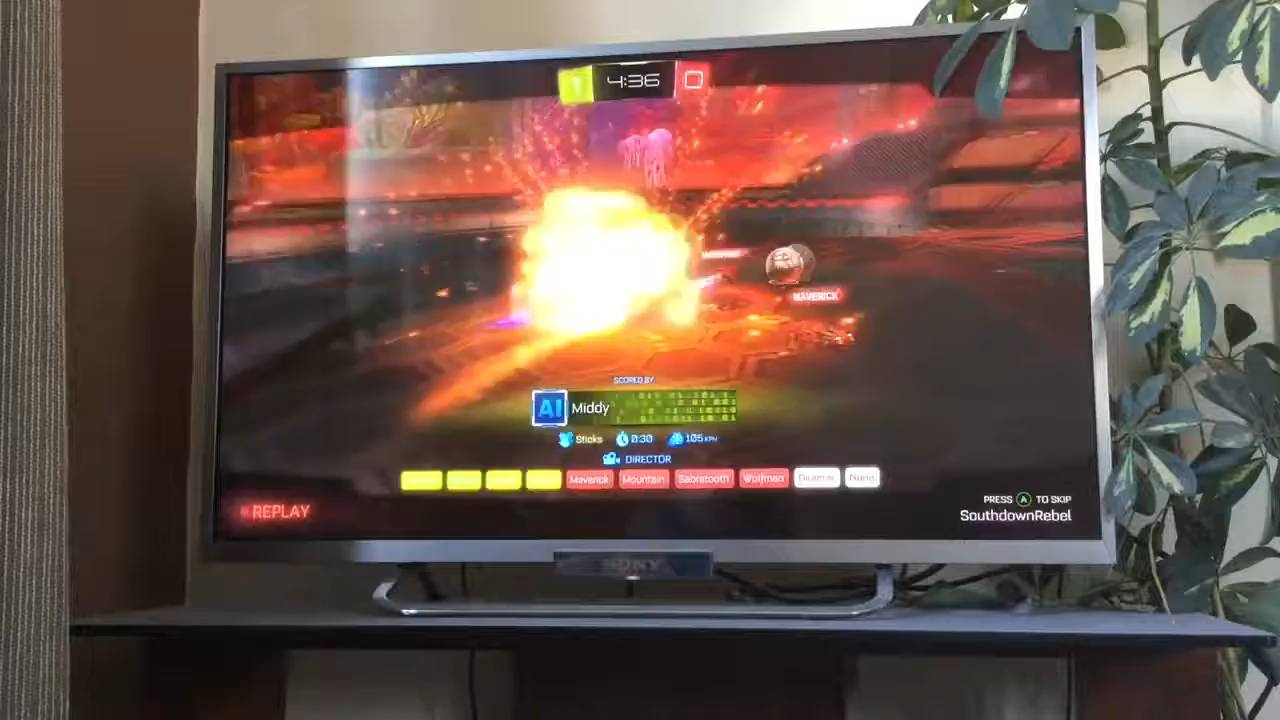 1 4:36 0
MAVERICK
SCORED BY
AI Middy
Sticks 0:30 105 KPH
DIRECTOR
Maverick Mountain Sabretooth Wolfman
REPLAY
PRESS A TO SKIP
SouthdownRebel
SONY